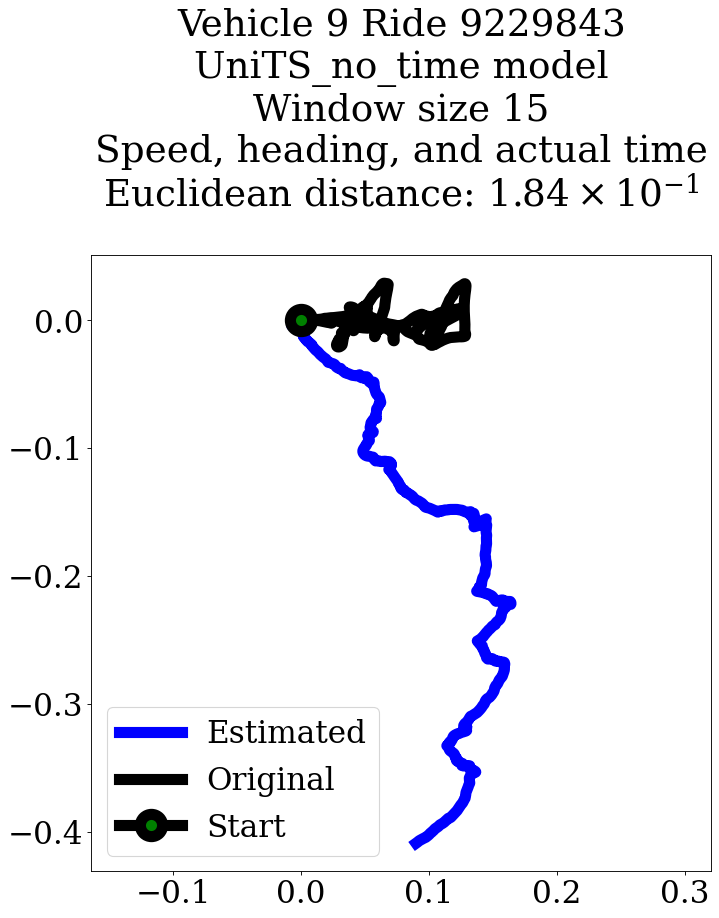 Vehicle 9 Ride 9229843
UniTS_no_time model
Window size 15
Speed, heading, and actual time
Euclidean distance: 1.84 × 10⁻¹
0.0
−0.1
−0.2
−0.3
−0.4
Estimated
Original
Start
−0.1
0.0
0.1
0.2
0.3